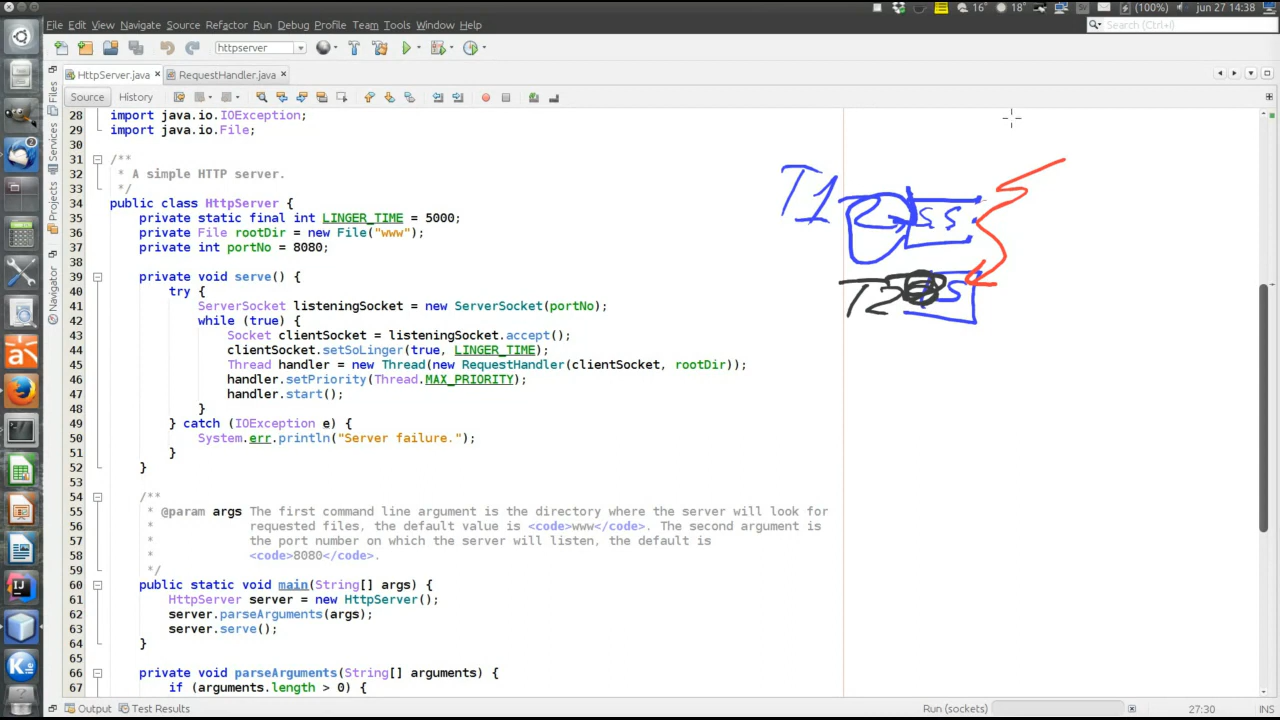 16° 18° (100%) jun 27 14:38
File Edit View Navigate Source Refactor Run Debug Profile Team Tools Window Help
Search (Ctrl+I)
httpserver
HttpServer.java RequestHandler.java
Source History
Files
Services
Projects
Navigator
28 import java.io.IOException;
29 import java.io.File;
30
31 /**
32 * A simple HTTP server.
33 */
34 public class HttpServer {
35 private static final int LINGER_TIME = 5000;
36 private File rootDir = new File("www");
37 private int portNo = 8080;
38
39 private void serve() {
40 try {
41 ServerSocket listeningSocket = new ServerSocket(portNo);
42 while (true) {
43 Socket clientSocket = listeningSocket.accept();
44 clientSocket.setSoLinger(true, LINGER_TIME);
45 Thread handler = new Thread(new RequestHandler(clientSocket, rootDir));
46 handler.setPriority(Thread.MAX_PRIORITY);
47 handler.start();
48 }
49 } catch (IOException e) {
50 System.err.println("Server failure.");
51 }
52 }
53
54 /**
55 * @param args The first command line argument is the directory where the server will look for
56 * requested files, the default value is <code>www</code>. The second argument is
57 * the port number on which the server will listen, the default is
58 * <code>8080</code>.
59 */
60 public static void main(String[] args) {
61 HttpServer server = new HttpServer();
62 server.parseArguments(args);
63 server.serve();
64 }
65
66 private void parseArguments(String[] arguments) {
67 if (arguments.length > 0) {
T1 S S
T2 S
Output Test Results Run (sockets) 27:30 INS